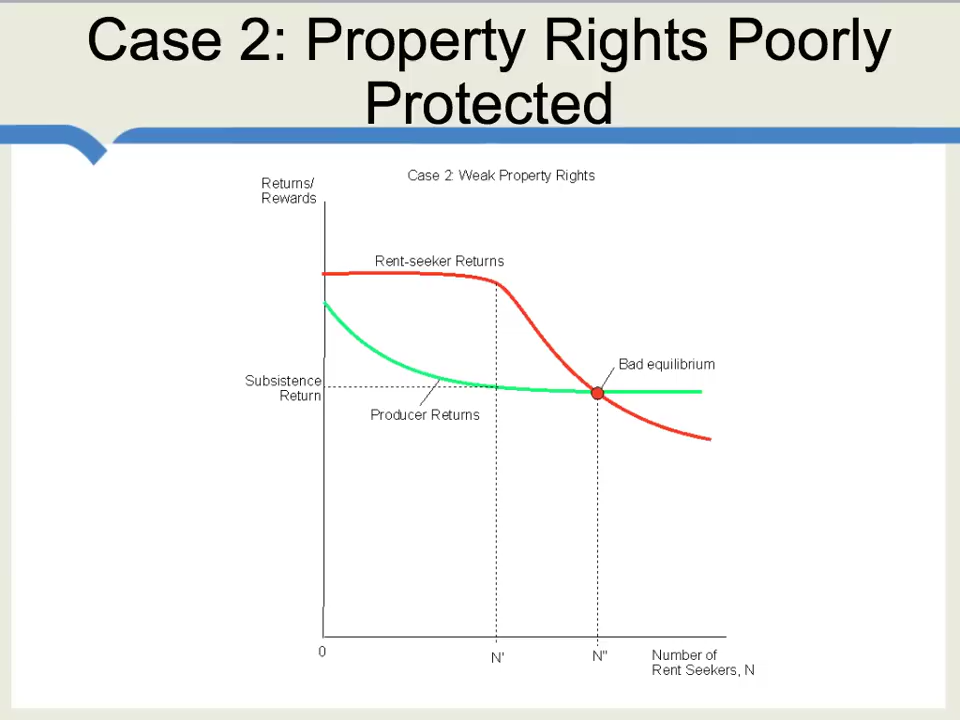 Case 2: Property Rights Poorly
Protected
Case 2: Weak Property Rights
Returns/
Rewards
Rent-seeker Returns
Bad equilibrium
Subsistence
Return
Producer Returns
0
N'
N"
Number of
Rent Seekers, N